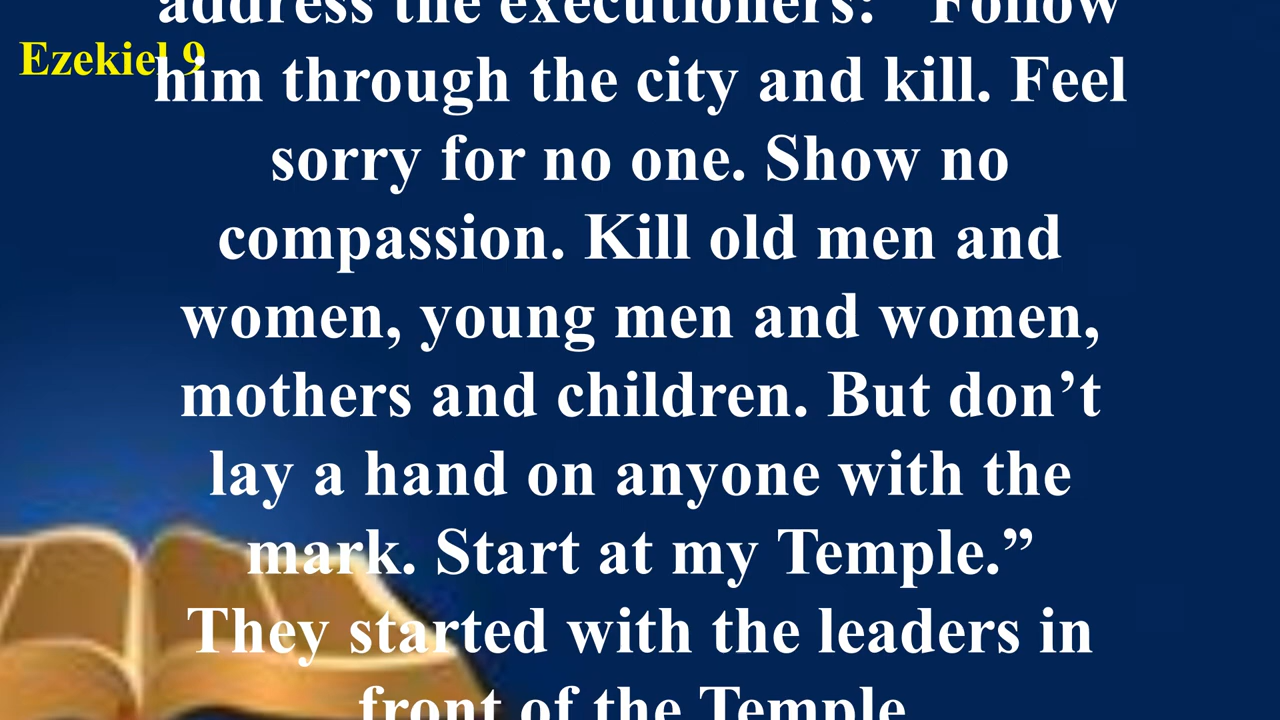 address the executioners: “Follow
Ezekiel 9
him through the city and kill. Feel
sorry for no one. Show no
compassion. Kill old men and
women, young men and women,
mothers and children. But don’t
lay a hand on anyone with the
mark. Start at my Temple.”
They started with the leaders in
front of the Temple.